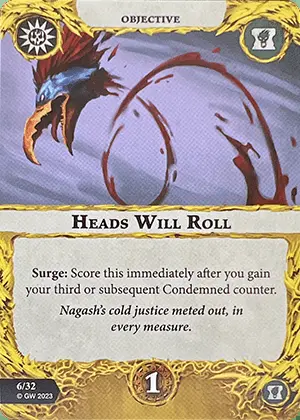 OBJECTIVE
HEADS WILL ROLL
Surge: Score this immediately after you gain
your third or subsequent Condemned counter.
Nagash's cold justice meted out, in
every measure.
6/32
© GW 2023
1